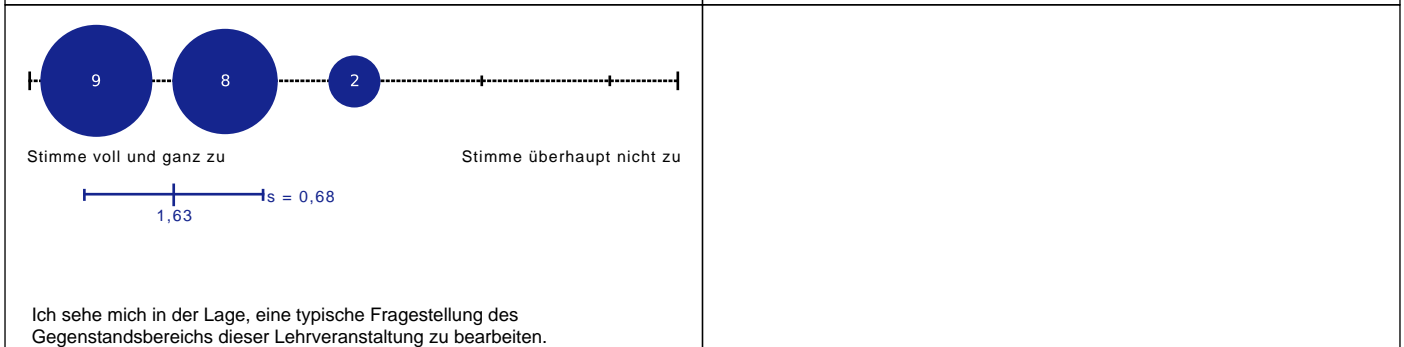 9 8 2
Stimme voll und ganz zu Stimme überhaupt nicht zu
s = 0,68
1,63
Ich sehe mich in der Lage, eine typische Fragestellung des
Gegenstandsbereichs dieser Lehrveranstaltung zu bearbeiten.